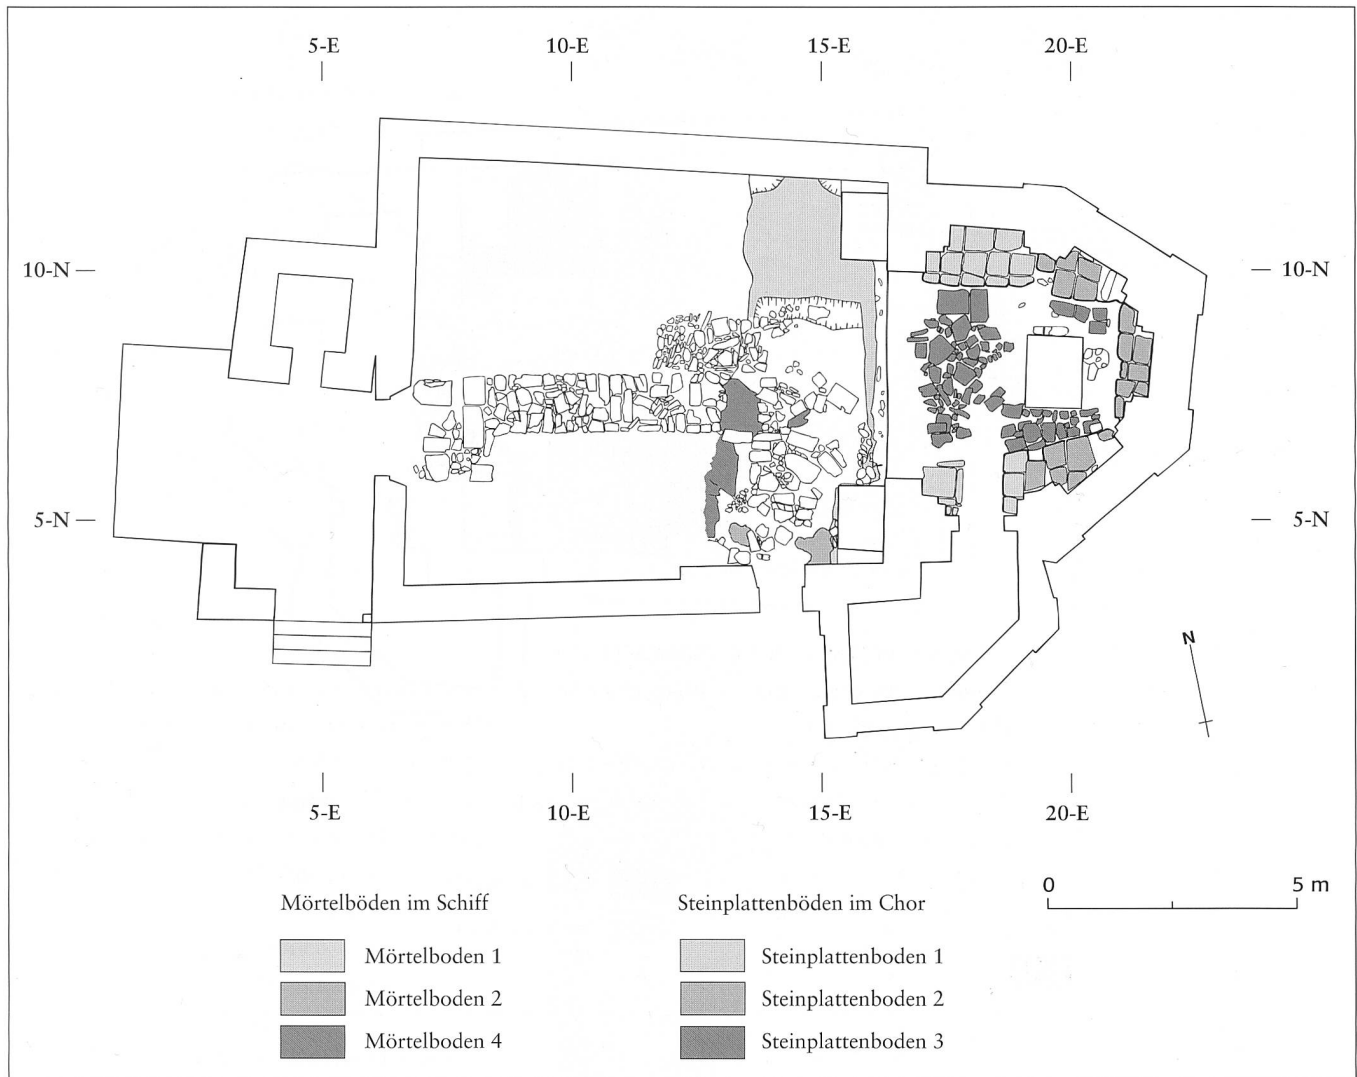 5-E 10-E 15-E 20-E
10-N 10-N
5-N 5-N
N
5-E 10-E 15-E 20-E
0 5 m
Mörtelböden im Schiff Steinplattenböden im Chor
Mörtelboden 1 Steinplattenboden 1
Mörtelboden 2 Steinplattenboden 2
Mörtelboden 4 Steinplattenboden 3